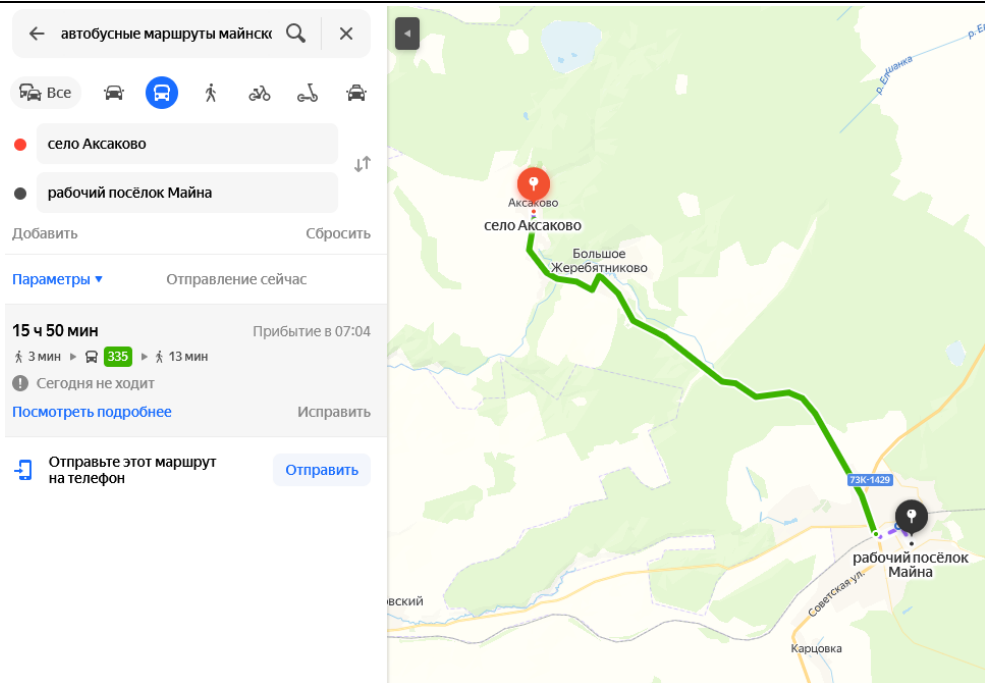 автобусные маршруты майнск
Все
село Аксаково
рабочий посёлок Майна
Добавить
Сбросить
Параметры
Отправление сейчас
15 ч 50 мин
Прибытие в 07:04
3 мин
335
13 мин
! Сегодня не ходит
Посмотреть подробнее
Исправить
Отправьте этот маршрут
на телефон
Отправить
р. Елшанка
Аксаково
село Аксаково
Большое
Жеребятниково
73К-1429
рабочий посёлок
Майна
Советская ул.
вский
Карцовка